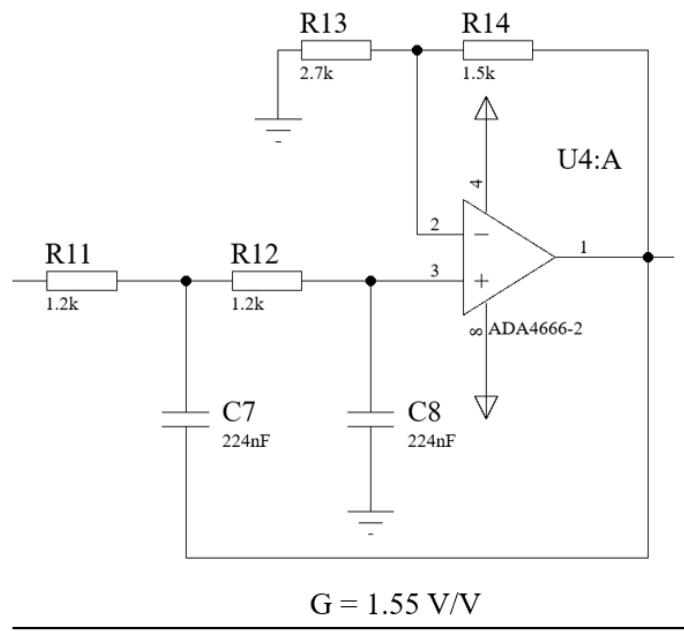 R13
2.7k
R14
1.5k
U4:A
4
2
1
3
8
ADA4666-2
R11
1.2k
R12
1.2k
C7
224nF
C8
224nF
G = 1.55 V/V